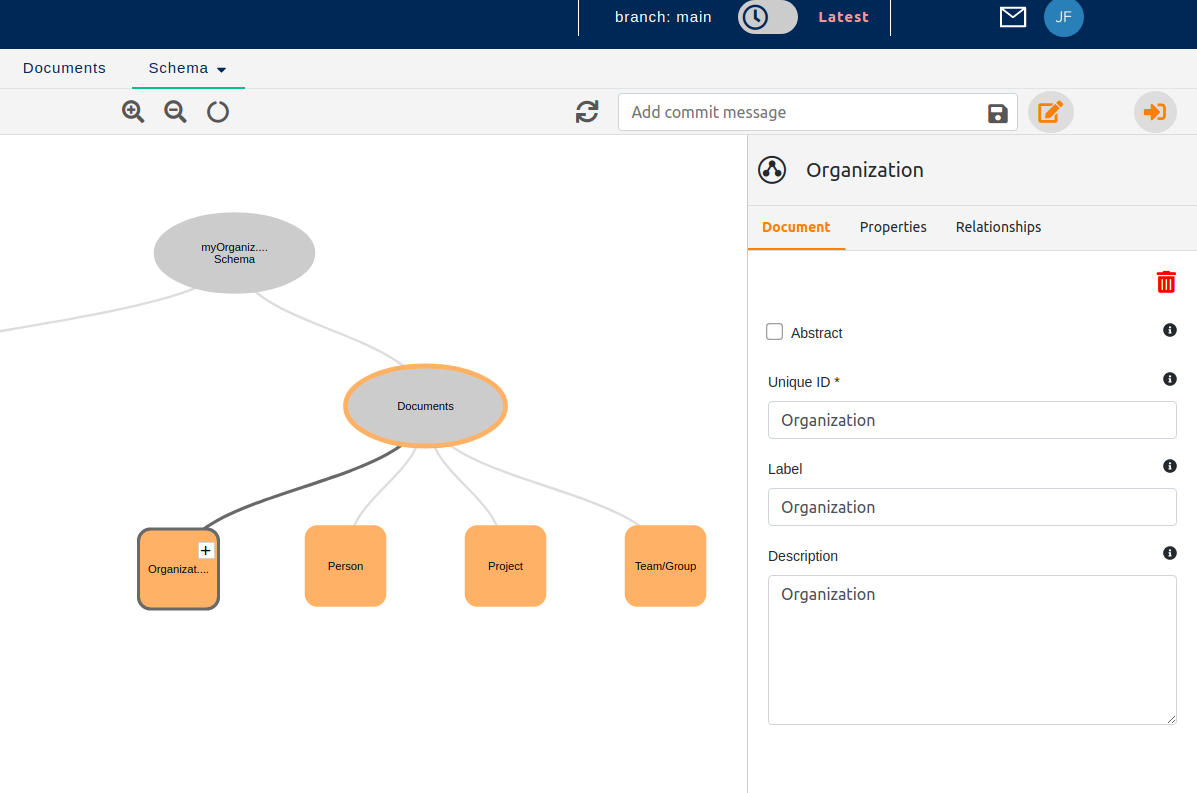 branch: main
Latest
JF
Documents
Schema
Add commit message
Organization
Document
Properties
Relationships
myOrganiz....
Schema
Documents
+
Organizat....
Person
Project
Team/Group
Abstract
Unique ID *
Organization
Label
Organization
Description
Organization